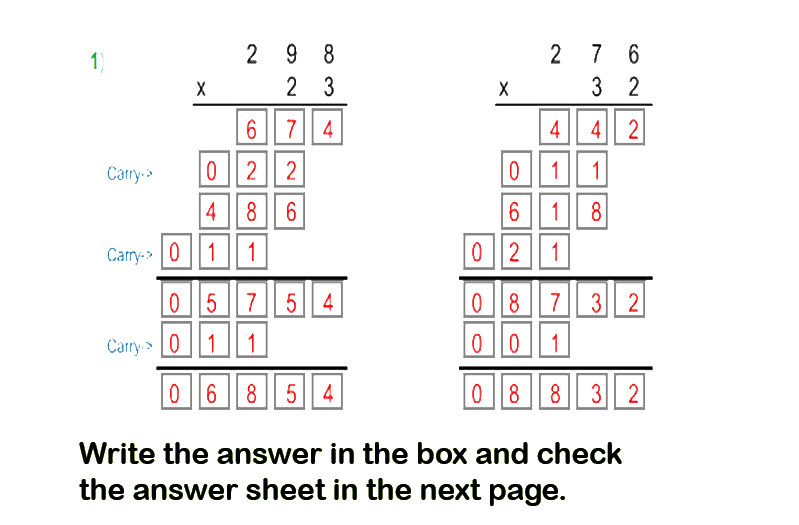 1) 2 9 8 2 7 6
x 2 3 x 3 2
6 7 4 4 4 2
Carry-> 0 2 2 0 1 1
4 8 6 6 1 8
Carry-> 0 1 1 0 2 1
0 5 7 5 4 0 8 7 3 2
Carry-> 0 1 1 0 0 1
0 6 8 5 4 0 8 8 3 2
Write the answer in the box and check
the answer sheet in the next page.